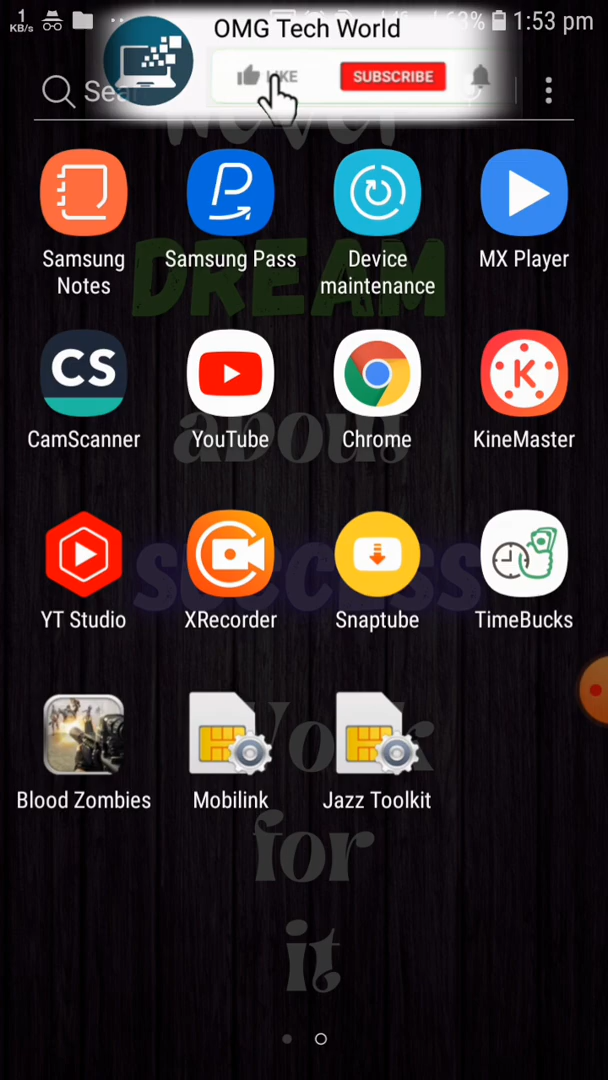 1
KB/s
63%
1:53 pm
OMG Tech World
LIKE
SUBSCRIBE
Never
Samsung Notes
Samsung Pass
Device maintenance
MX Player
DREAM
CS
CamScanner
YouTube
Chrome
K
KineMaster
about
YT Studio
XRecorder
Snaptube
TimeBucks
SUCCESS
Blood Zombies
Mobilink
Jazz Toolkit
Work
for
it